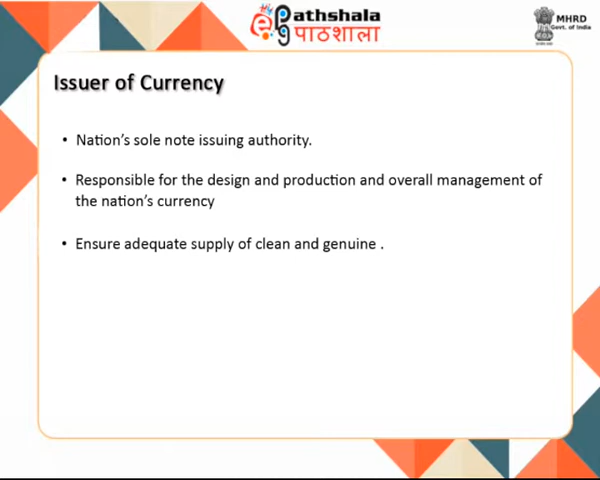 ePathshala
पाठशाला
MHRD
Govt. of India
Issuer of Currency
• Nation's sole note issuing authority.
• Responsible for the design and production and overall management of
the nation's currency
• Ensure adequate supply of clean and genuine .